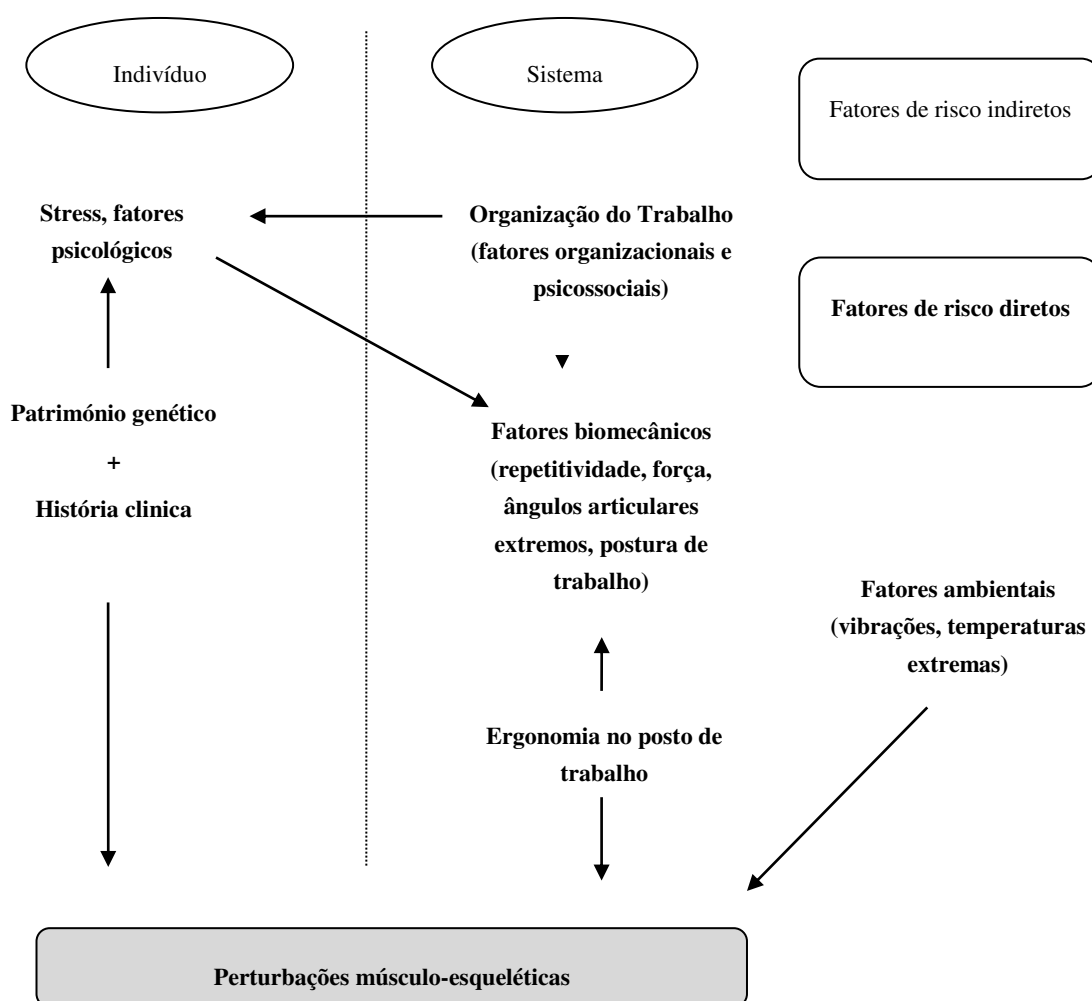 Indivíduo
Sistema
Fatores de risco indiretos
Stress, fatores
psicológicos
Organização do Trabalho
(fatores organizacionais e
psicossociais)
Fatores de risco diretos
Património genético
+
História clinica
Fatores biomecânicos
(repetitividade, força,
ângulos articulares
extremos, postura de
trabalho)
Fatores ambientais
(vibrações, temperaturas
extremas)
Ergonomia no posto de
trabalho
Perturbações músculo-esqueléticas